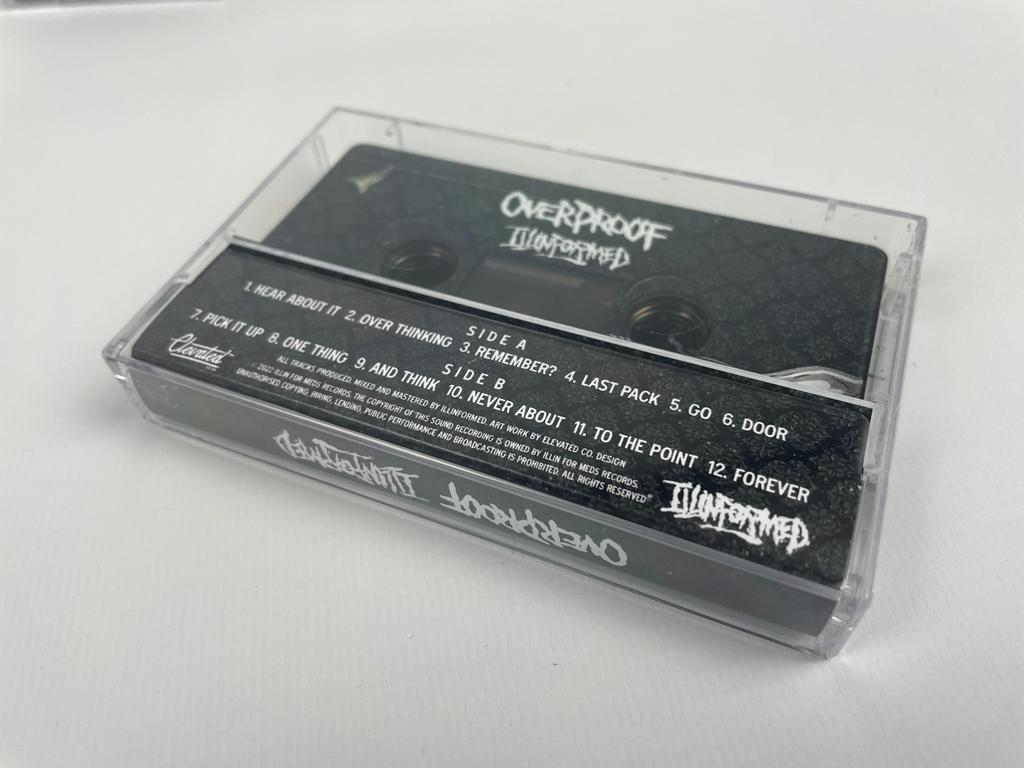 OVERPROOF
ILLINFORMED
SIDE A
1. HEAR ABOUT IT 2. OVER THINKING 3. REMEMBER? 4. LAST PACK 5. GO 6. DOOR
SIDE B
7. PICK IT UP 8. ONE THING 9. AND THINK 10. NEVER ABOUT 11. TO THE POINT 12. FOREVER
Elevated
ALL TRACKS PRODUCED, MIXED AND MASTERED BY ILLINFORMED. ART WORK BY ELEVATED CO. DESIGN
©2022 ILLIN FOR MEDS RECORDS. THE COPYRIGHT OF THIS SOUND RECORDING IS OWNED BY ILLIN FOR MEDS RECORDS.
UNAUTHORISED COPYING, HIRING, LENDING, PUBLIC PERFORMANCE AND BROADCASTING IS PROHIBITED. ALL RIGHTS RESERVED
ILLINFORMED
OVERPROOF ILLINFORMED